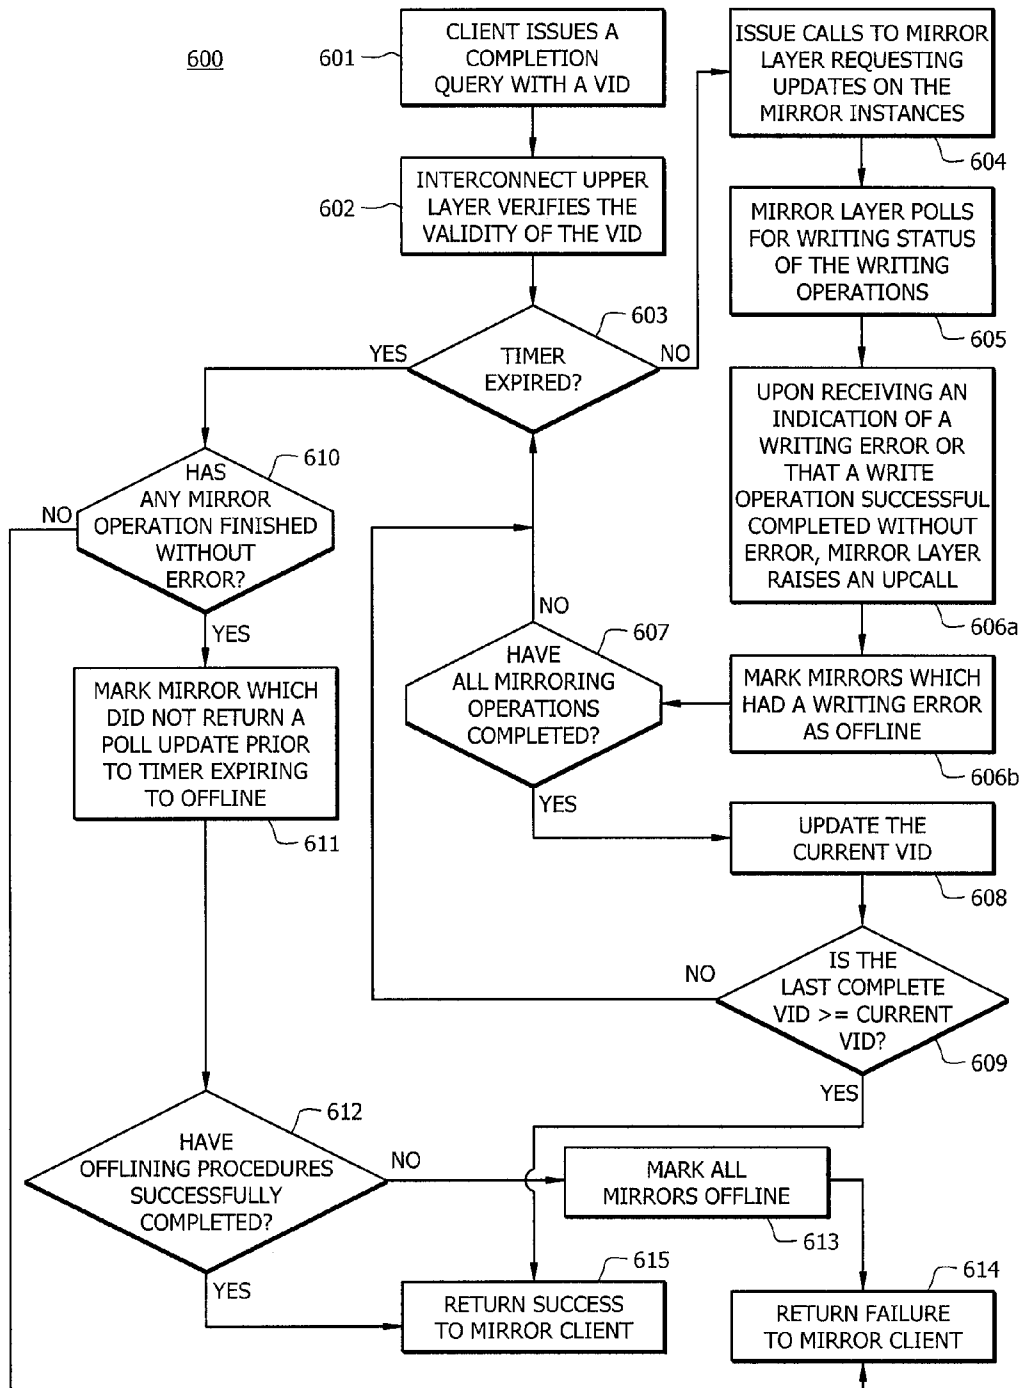 600
601
CLIENT ISSUES A
COMPLETION
QUERY WITH A VID
602
INTERCONNECT UPPER
LAYER VERIFIES THE
VALIDITY OF THE VID
603
TIMER
EXPIRED?
YES
NO
ISSUE CALLS TO MIRROR
LAYER REQUESTING
UPDATES ON THE
MIRROR INSTANCES
604
MIRROR LAYER POLLS
FOR WRITING STATUS
OF THE WRITING
OPERATIONS
605
UPON RECEIVING AN
INDICATION OF A
WRITING ERROR OR
THAT A WRITE
OPERATION SUCCESSFUL
COMPLETED WITHOUT
ERROR, MIRROR LAYER
RAISES AN UPCALL
606a
MARK MIRRORS WHICH
HAD A WRITING ERROR
AS OFFLINE
606b
NO
607
HAVE
ALL MIRRORING
OPERATIONS
COMPLETED?
YES
UPDATE THE
CURRENT VID
608
NO
IS THE
LAST COMPLETE
VID >= CURRENT
VID?
609
YES
610
HAS
ANY MIRROR
OPERATION FINISHED
WITHOUT
ERROR?
NO
YES
MARK MIRROR WHICH
DID NOT RETURN A
POLL UPDATE PRIOR
TO TIMER EXPIRING
TO OFFLINE
611
612
HAVE
OFFLINING PROCEDURES
SUCCESSFULLY
COMPLETED?
NO
YES
MARK ALL
MIRRORS OFFLINE
613
615
RETURN SUCCESS
TO MIRROR CLIENT
614
RETURN FAILURE
TO MIRROR CLIENT